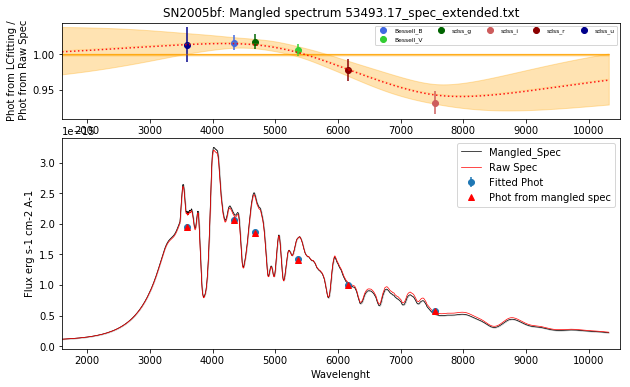 SN2005bf: Mangled spectrum 53493.17_spec_extended.txt
Phot from LCfitting /
Phot from Raw Spec
1.00
0.95
Bessell_B
Bessell_V
sdss_g
sdss_i
sdss_r
sdss_u
2000 3000 4000 5000 6000 7000 8000 9000 10000
1e−15
Flux erg s-1 cm-2 A-1
3.0
2.5
2.0
1.5
1.0
0.5
0.0
Mangled_Spec
Raw Spec
Fitted Phot
Phot from mangled spec
2000 3000 4000 5000 6000 7000 8000 9000 10000
Wavelenght